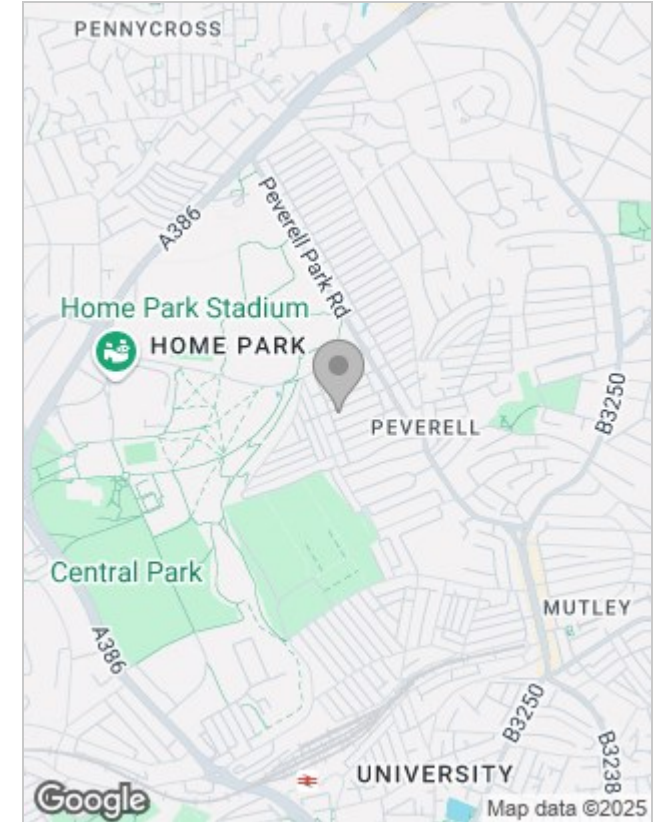 PENNYCROSS
A386
Peverell Park Rd
Home Park Stadium
HOME PARK
B3250
PEVERELL
Central Park
MUTLEY
A386
B3250
B3238
UNIVERSITY
Google
Map data ©2025